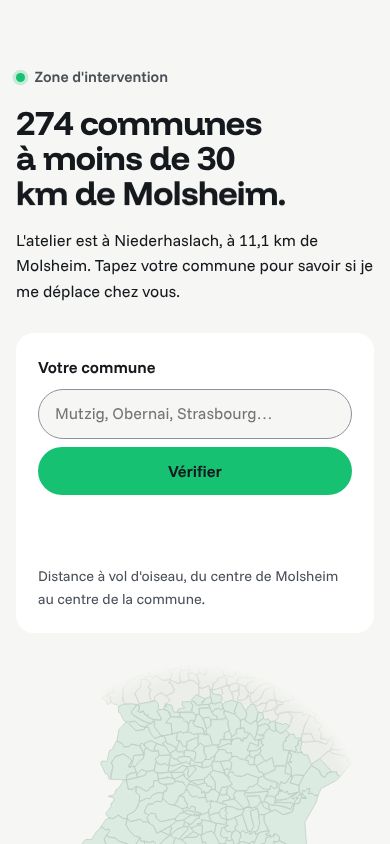 Zone d'intervention
274 communes
à moins de 30
km de Molsheim.
L'atelier est à Niederhaslach, à 11,1 km de
Molsheim. Tapez votre commune pour savoir si je
me déplace chez vous.
Votre commune
Mutzig, Obernai, Strasbourg…
Vérifier
Distance à vol d'oiseau, du centre de Molsheim
au centre de la commune.